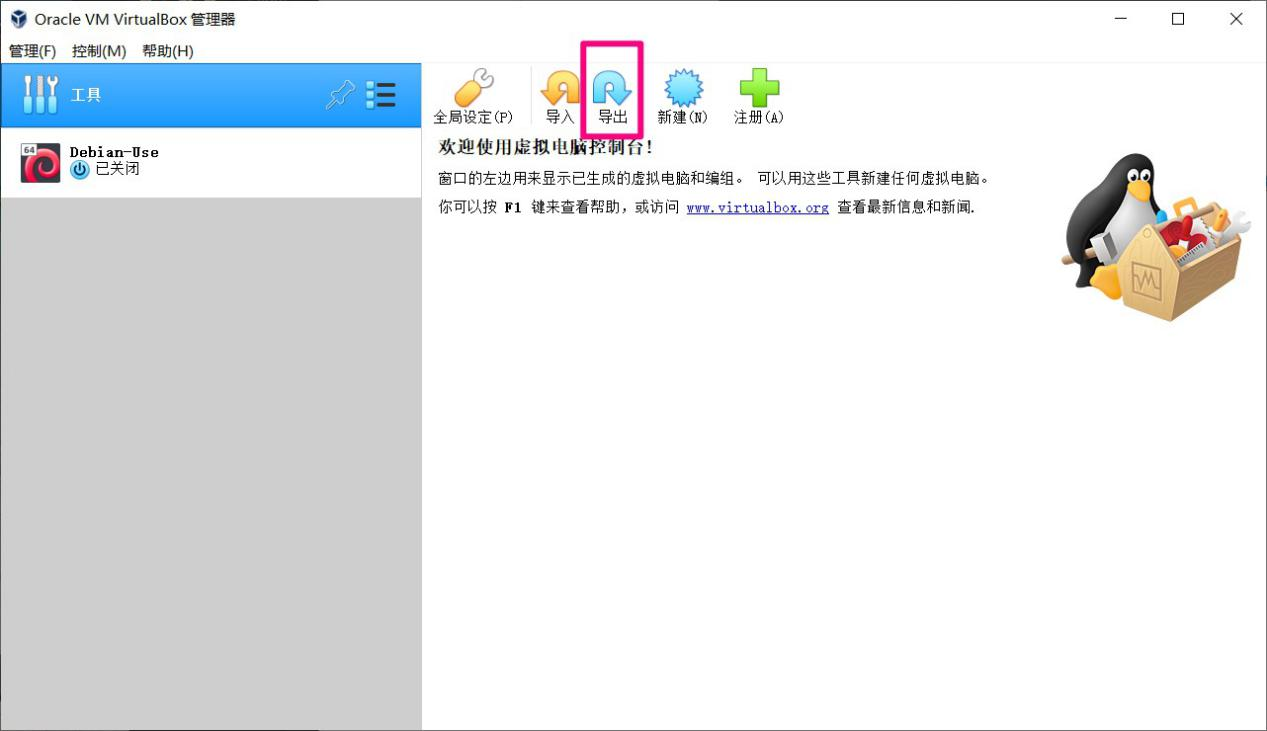 Oracle VM VirtualBox 管理器
管理(F) 控制(M) 帮助(H)
工具
全局设定(P) 导入 导出 新建(N) 注册(A)
64
Debian-Use
已关闭
欢迎使用虚拟电脑控制台!
窗口的左边用来显示已生成的虚拟电脑和编组。 可以用这些工具新建任何虚拟电脑。
你可以按 F1 键来查看帮助，或访问 www.virtualbox.org 查看最新信息和新闻.